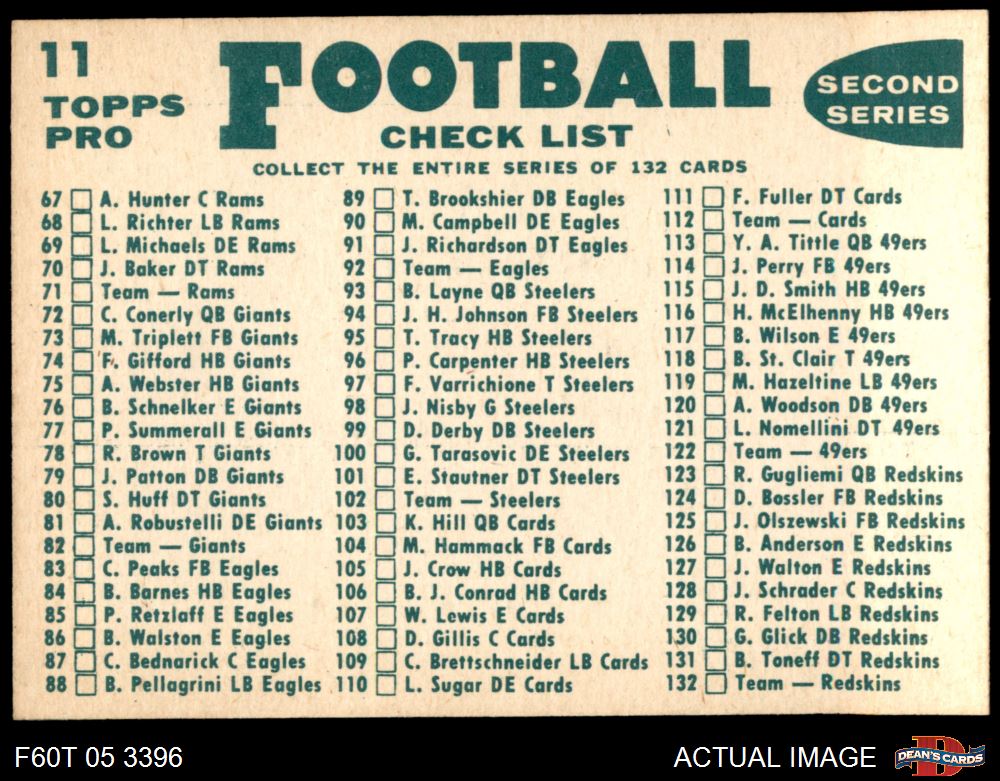 11
TOPPS
PRO
FOOTBALL
CHECK LIST
SECOND
SERIES
COLLECT THE ENTIRE SERIES OF 132 CARDS
67 A. Hunter C Rams
68 L. Richter LB Rams
69 L. Michaels DE Rams
70 J. Baker DT Rams
71 Team — Rams
72 C. Conerly QB Giants
73 M. Triplett FB Giants
74 F. Gifford HB Giants
75 A. Webster HB Giants
76 B. Schnelker E Giants
77 P. Summerall E Giants
78 R. Brown T Giants
79 J. Patton DB Giants
80 S. Huff DT Giants
81 A. Robustelli DE Giants
82 Team — Giants
83 C. Peaks FB Eagles
84 B. Barnes HB Eagles
85 P. Retzlaff E Eagles
86 B. Walston E Eagles
87 C. Bednarick C Eagles
88 B. Pellagrini LB Eagles
89 T. Brookshier DB Eagles
90 M. Campbell DE Eagles
91 J. Richardson DT Eagles
92 Team — Eagles
93 B. Layne QB Steelers
94 J. H. Johnson FB Steelers
95 T. Tracy HB Steelers
96 P. Carpenter HB Steelers
97 F. Varrichione T Steelers
98 J. Nisby G Steelers
99 D. Derby DB Steelers
100 G. Tarasovic DE Steelers
101 E. Stautner DT Steelers
102 Team — Steelers
103 K. Hill QB Cards
104 M. Hammack FB Cards
105 J. Crow HB Cards
106 B. J. Conrad HB Cards
107 W. Lewis E Cards
108 D. Gillis C Cards
109 C. Brettschneider LB Cards
110 L. Sugar DE Cards
111 F. Fuller DT Cards
112 Team — Cards
113 Y. A. Tittle QB 49ers
114 J. Perry FB 49ers
115 J. D. Smith HB 49ers
116 H. McElhenny HB 49ers
117 B. Wilson E 49ers
118 B. St. Clair T 49ers
119 M. Hazeltine LB 49ers
120 A. Woodson DB 49ers
121 L. Nomellini DT 49ers
122 Team — 49ers
123 R. Gugliemi QB Redskins
124 D. Bossler FB Redskins
125 J. Olszewski FB Redskins
126 B. Anderson E Redskins
127 J. Walton E Redskins
128 J. Schrader C Redskins
129 R. Felton LB Redskins
130 G. Glick DB Redskins
131 B. Toneff DT Redskins
132 Team — Redskins
F60T 05 3396
ACTUAL IMAGE
D
DEAN'S CARDS